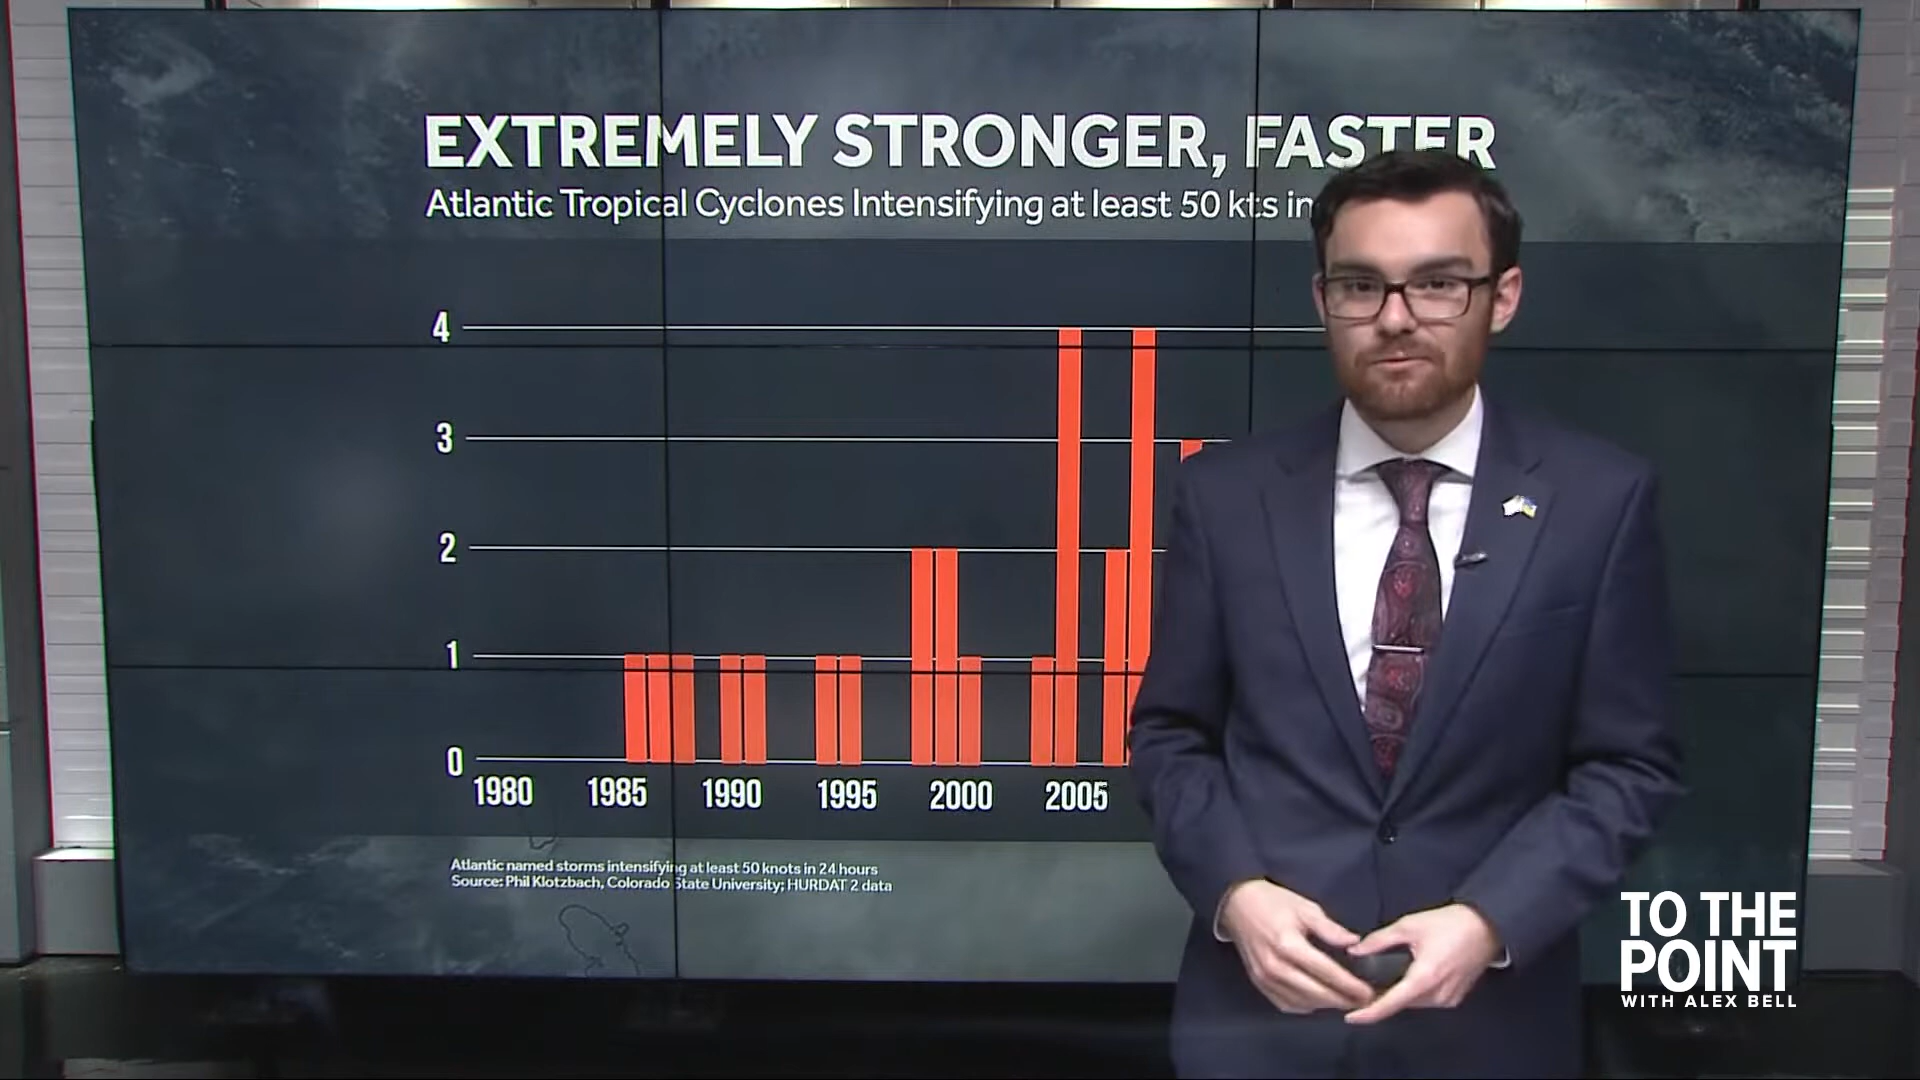 EXTREMELY STRONGER, FASTER
Atlantic Tropical Cyclones Intensifying at least 50 kts in
4
3
2
1
0
1980 1985 1990 1995 2000 2005
Atlantic named storms intensifying at least 50 knots in 24 hours
Source: Phil Klotzbach, Colorado State University; HURDAT 2 data
TO THE
POINT
WITH ALEX BELL